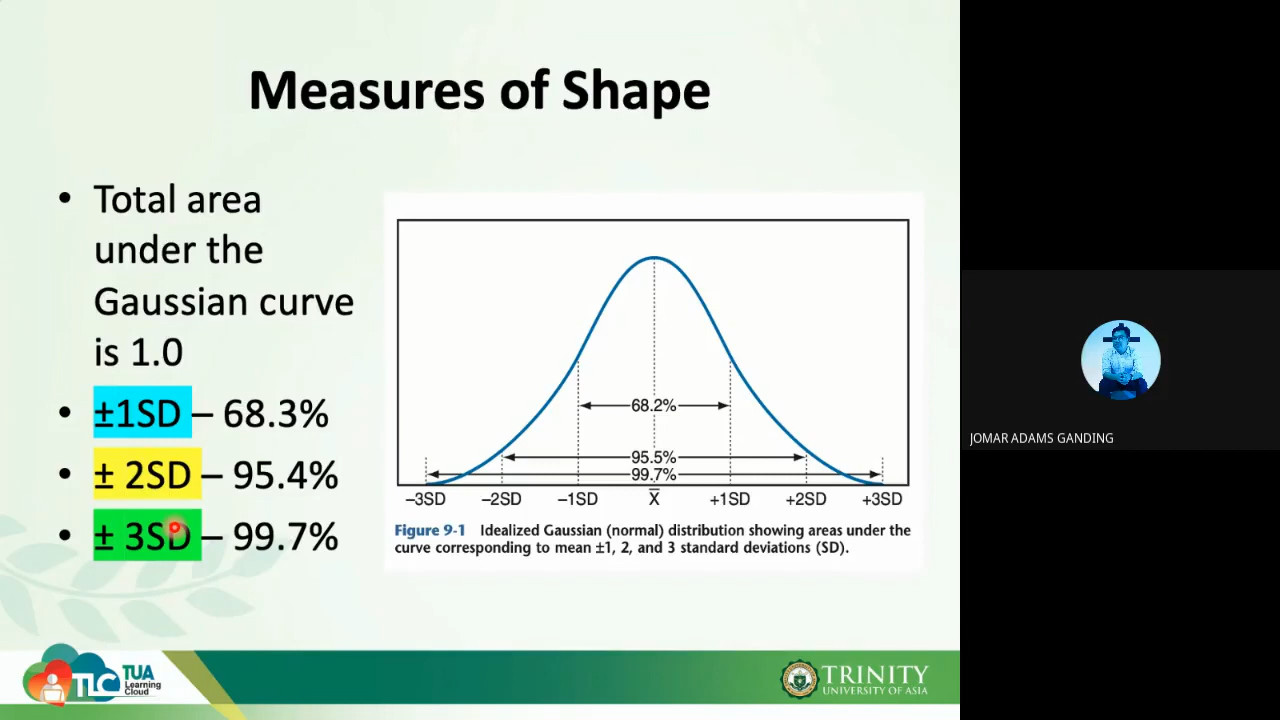 Measures of Shape
• Total area
under the
Gaussian curve
is 1.0
• ±1SD – 68.3%
• ± 2SD – 95.4%
• ± 3SD – 99.7%
68.2%
95.5%
99.7%
–3SD –2SD –1SD X̄ +1SD +2SD +3SD
Figure 9-1 Idealized Gaussian (normal) distribution showing areas under the
curve corresponding to mean ±1, 2, and 3 standard deviations (SD).
JOMAR ADAMS GANDING
TLC TUA
Learning
Cloud
TRINITY
UNIVERSITY OF ASIA